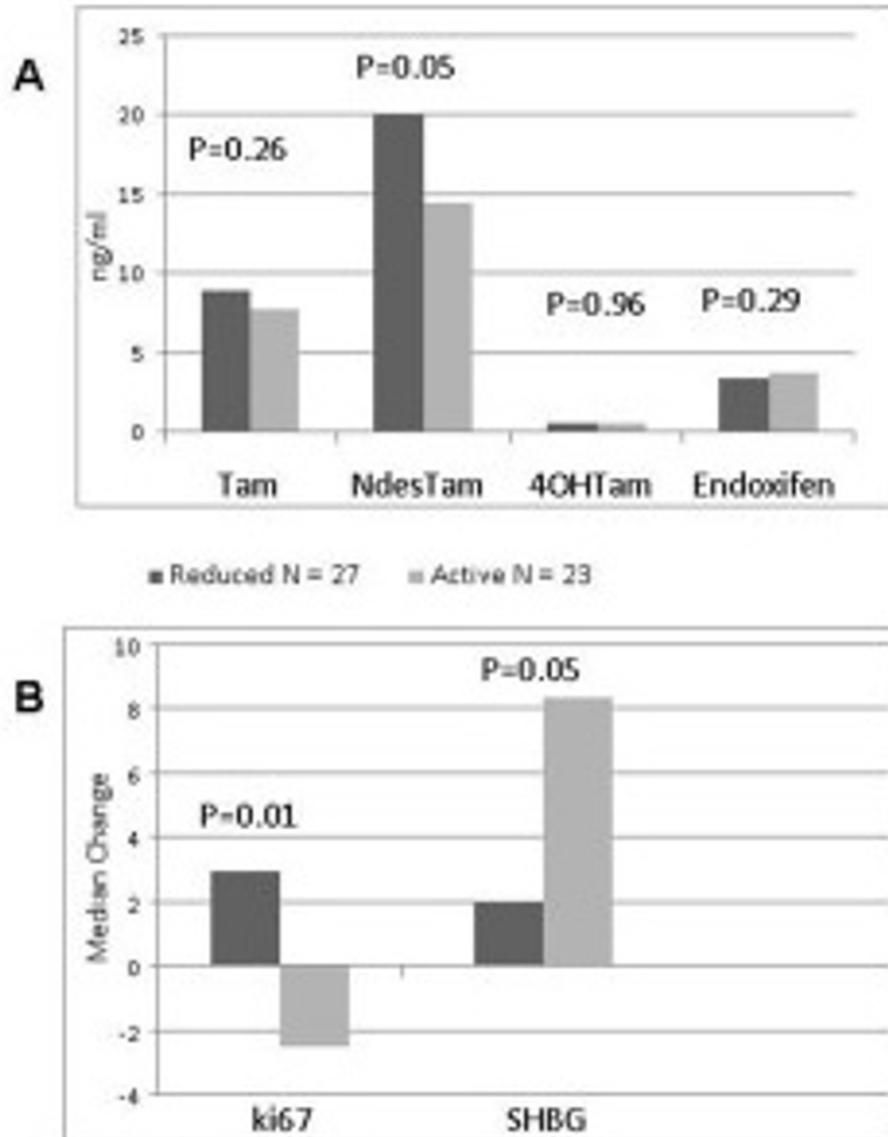 A
25
P=0.05
20
P=0.26
15
ng/ml
10
P=0.96 P=0.29
5
0
Tam NdesTam 4OHTam Endoxifen
Reduced N = 27 Active N = 23
B
10
P=0.05
8
6
P=0.01
4
Median Change
2
0
-2
-4
ki67 SHBG